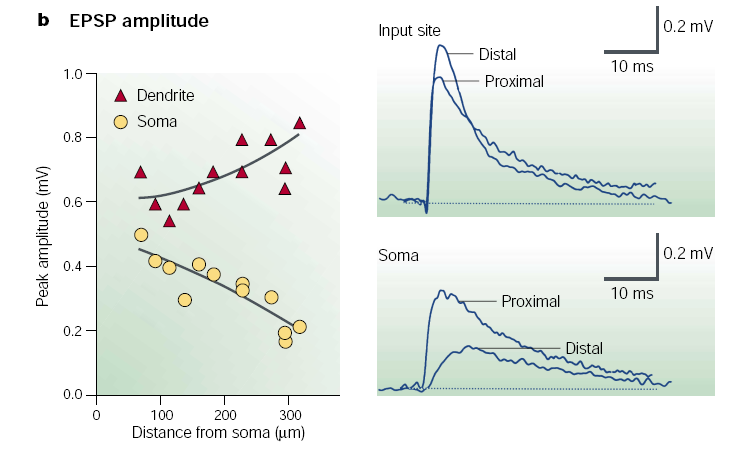 b EPSP amplitude
1.0
0.8
0.6
0.4
0.2
0.0
Peak amplitude (mV)
Dendrite
Soma
0 100 200 300
Distance from soma (μm)
Input site
Distal
Proximal
0.2 mV
10 ms
Soma
Proximal
Distal
0.2 mV
10 ms